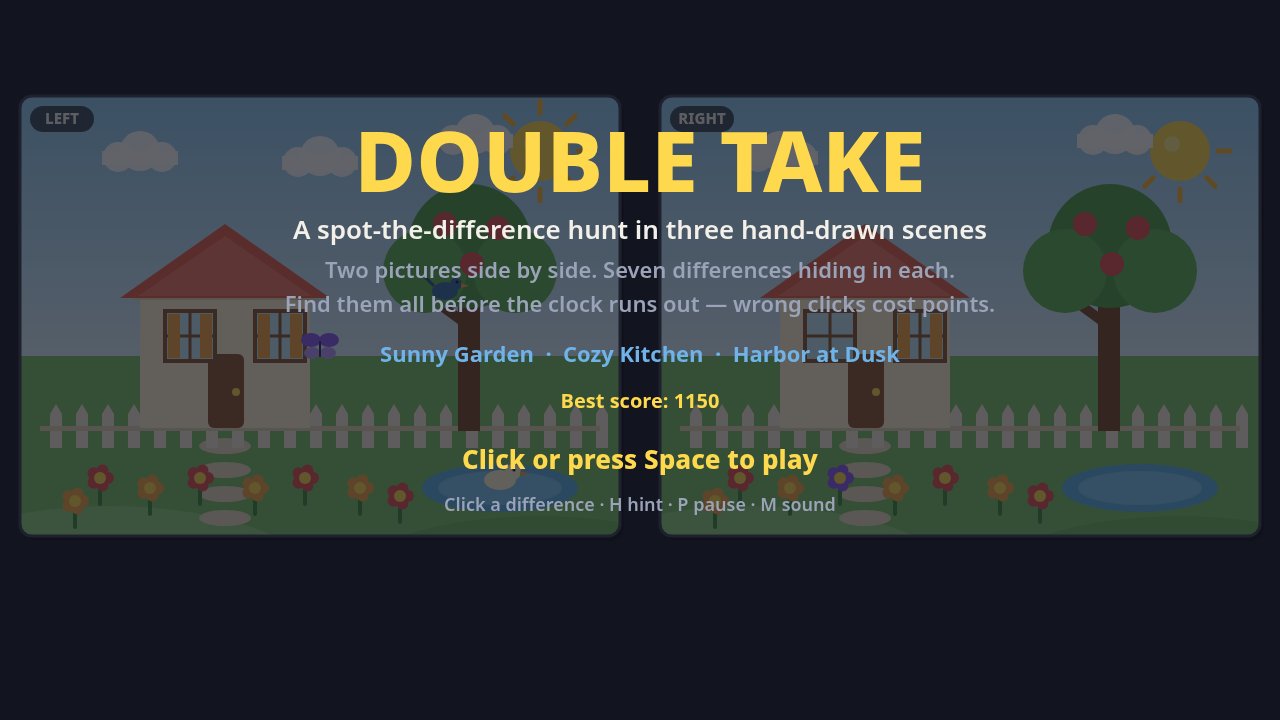 LEFT
RIGHT
DOUBLE TAKE
A spot-the-difference hunt in three hand-drawn scenes
Two pictures side by side. Seven differences hiding in each.
Find them all before the clock runs out — wrong clicks cost points.
Sunny Garden · Cozy Kitchen · Harbor at Dusk
Best score: 1150
Click or press Space to play
Click a difference · H hint · P pause · M sound